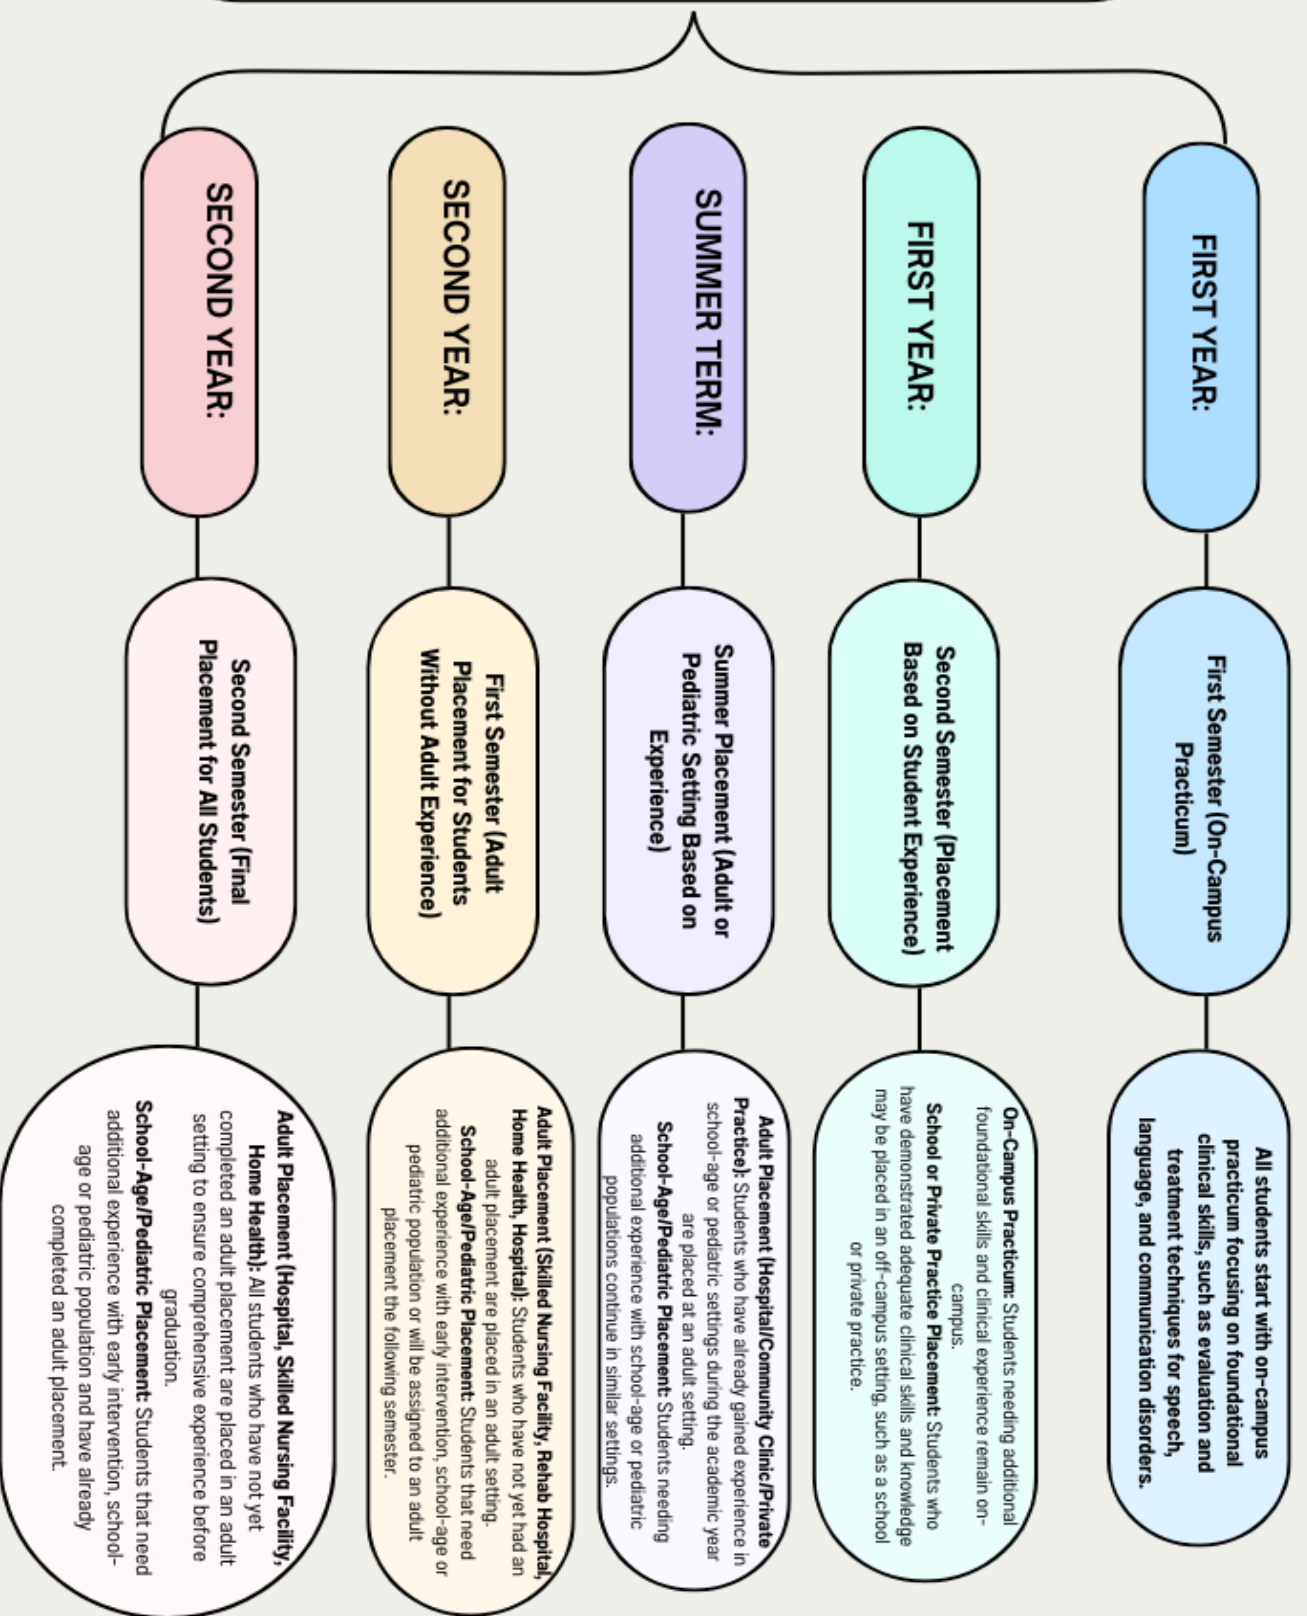 FIRST YEAR:
First Semester (On-Campus
Practicum)
All students start with on-campus
practicum focusing on foundational
clinical skills, such as evaluation and
treatment techniques for speech,
language, and communication disorders.
FIRST YEAR:
Second Semester (Placement
Based on Student Experience)
On-Campus Practicum: Students needing additional
foundational skills and clinical experience remain on-
campus.
School or Private Practice Placement: Students who
have demonstrated adequate clinical skills and knowledge
may be placed in an off-campus setting, such as a school
or private practice.
SUMMER TERM:
Summer Placement (Adult or
Pediatric Setting Based on
Experience)
Adult Placement (Hospital/Community Clinic/Private
Practice): Students who have already gained experience in
school-age or pediatric settings during the academic year
are placed at an adult setting.
School-Age/Pediatric Placement: Students needing
additional experience with school-age or pediatric
populations continue in similar settings.
SECOND YEAR:
First Semester (Adult
Placement for Students
Without Adult Experience)
Adult Placement (Skilled Nursing Facility, Rehab Hospital,
Home Health, Hospital): Students who have not yet had an
adult placement are placed in an adult setting.
School-Age/Pediatric Placement: Students that need
additional experience with early intervention, school-age or
pediatric population or will be assigned to an adult
placement the following semester.
SECOND YEAR:
Second Semester (Final
Placement for All Students)
Adult Placement (Hospital, Skilled Nursing Facility,
Home Health): All students who have not yet
completed an adult placement are placed in an adult
setting to ensure comprehensive experience before
graduation.
School-Age/Pediatric Placement: Students that need
additional experience with early intervention, school-
age or pediatric population and have already
completed an adult placement.